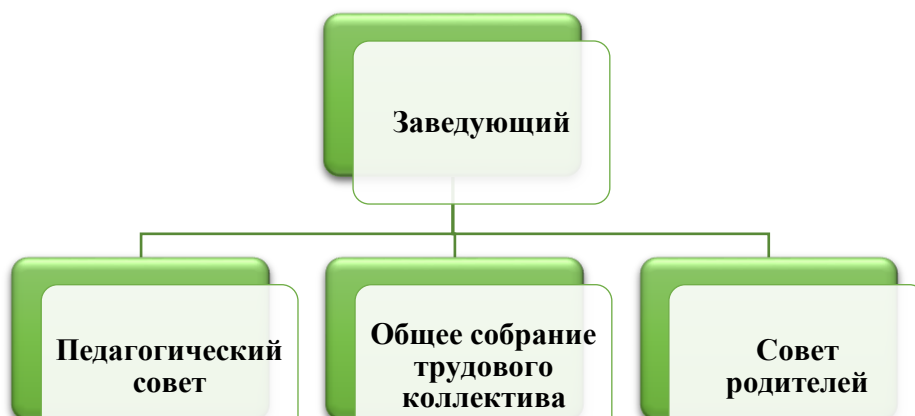 Заведующий
Педагогический
совет
Общее собрание
трудового
коллектива
Совет
родителей